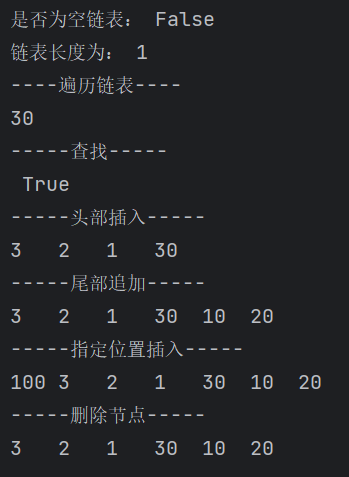 是否为空链表： False
链表长度为： 1
----遍历链表----
30
-----查找-----
 True
-----头部插入-----
3   2   1   30
-----尾部追加-----
3   2   1   30  10  20
-----指定位置插入-----
100 3   2   1   30  10  20
-----删除节点-----
3   2   1   30  10  20